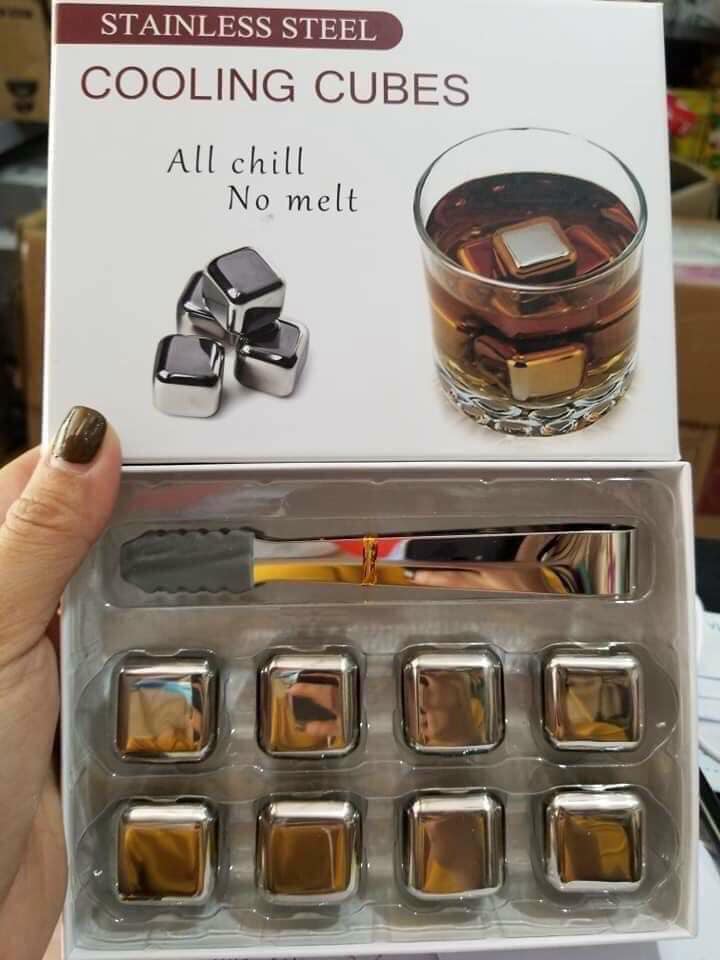 STAINLESS STEEL
COOLING CUBES
All chill
No melt